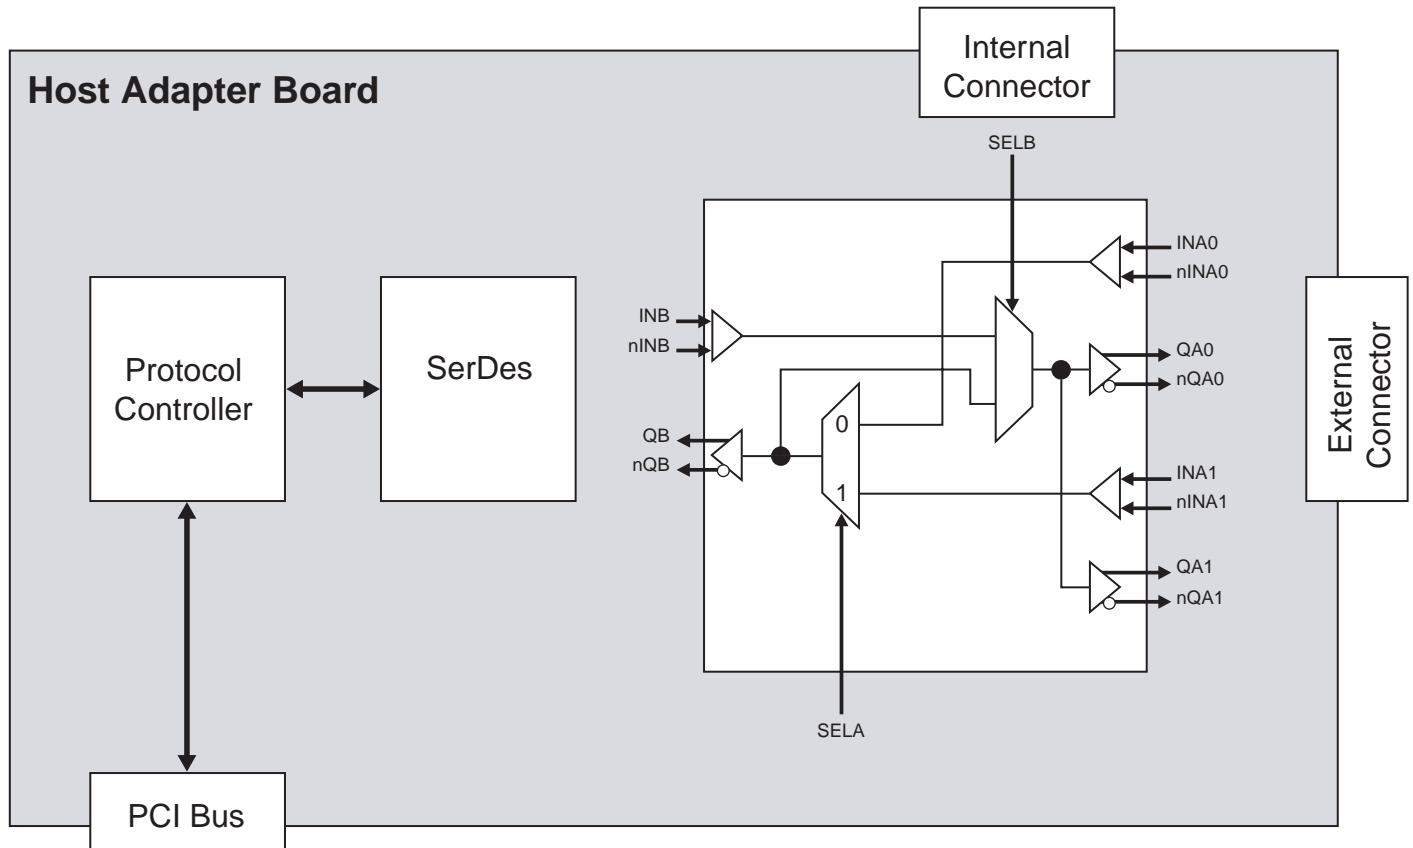 Internal
Connector
Host Adapter Board
SELB
INA0
nINA0
INB
nINB
Protocol
Controller
SerDes
QA0
nQA0
External
Connector
0
QB
nQB
1
INA1
nINA1
QA1
nQA1
SELA
PCI Bus